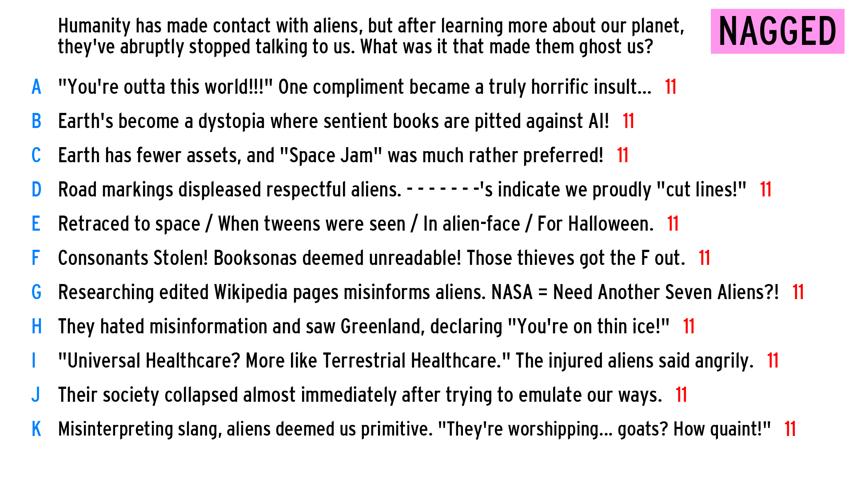 Humanity has made contact with aliens, but after learning more about our planet,
they've abruptly stopped talking to us. What was it that made them ghost us?
NAGGED
A "You're outta this world!!!" One compliment became a truly horrific insult... 11
B Earth's become a dystopia where sentient books are pitted against AI! 11
C Earth has fewer assets, and "Space Jam" was much rather preferred! 11
D Road markings displeased respectful aliens. - - - - - - -'s indicate we proudly "cut lines!" 11
E Retraced to space / When tweens were seen / In alien-face / For Halloween. 11
F Consonants Stolen! Booksonas deemed unreadable! Those thieves got the F out. 11
G Researching edited Wikipedia pages misinforms aliens. NASA = Need Another Seven Aliens?! 11
H They hated misinformation and saw Greenland, declaring "You're on thin ice!" 11
I "Universal Healthcare? More like Terrestrial Healthcare." The injured aliens said angrily. 11
J Their society collapsed almost immediately after trying to emulate our ways. 11
K Misinterpreting slang, aliens deemed us primitive. "They're worshipping... goats? How quaint!" 11